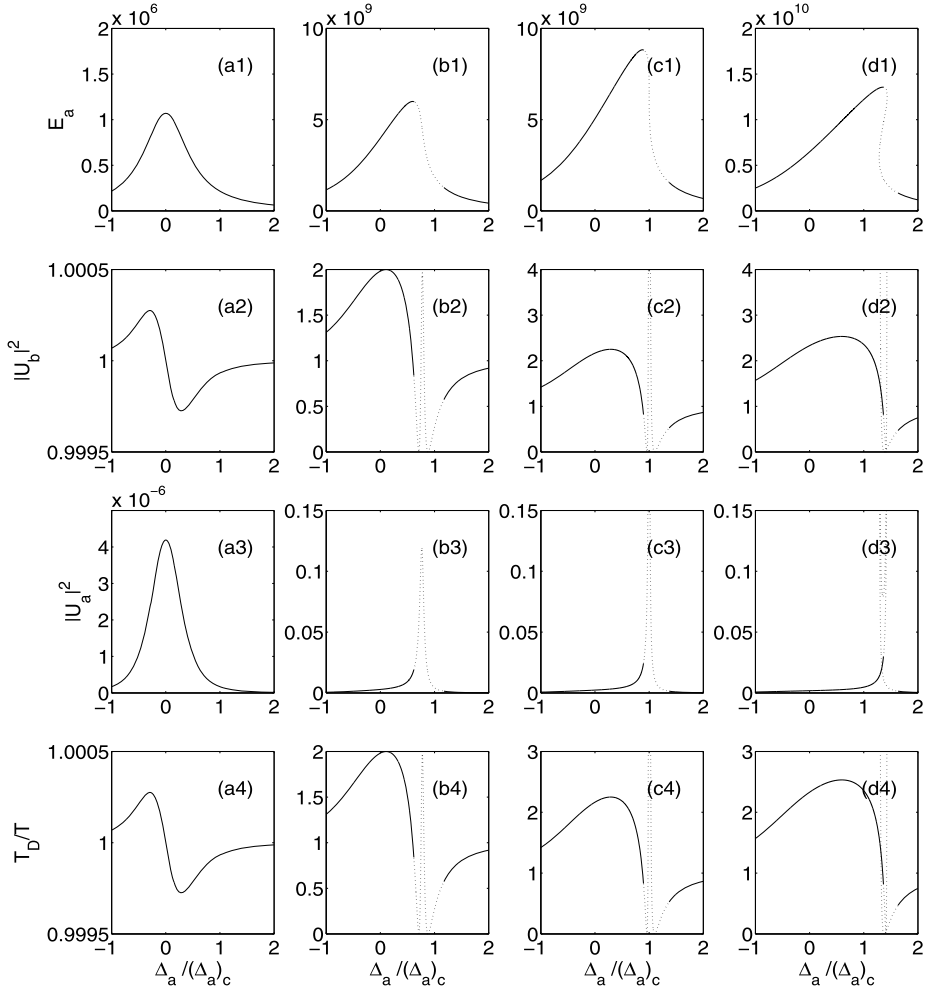 x 10^6
x 10^9
x 10^9
x 10^10
2
1.5
1
0.5
0
E_a
(a1)
−1 0 1 2
10
5
0
(b1)
−1 0 1 2
10
5
0
(c1)
−1 0 1 2
2
1.5
1
0.5
0
(d1)
−1 0 1 2
1.0005
1
0.9995
|U_b|^2
(a2)
−1 0 1 2
2
1.5
1
0.5
0
(b2)
−1 0 1 2
4
3
2
1
0
(c2)
−1 0 1 2
4
3
2
1
0
(d2)
−1 0 1 2
x 10^−6
4
3
2
1
0
|U_a|^2
(a3)
−1 0 1 2
0.15
0.1
0.05
0
(b3)
−1 0 1 2
0.15
0.1
0.05
0
(c3)
−1 0 1 2
0.15
0.1
0.05
0
(d3)
−1 0 1 2
1.0005
1
0.9995
T_D/T
(a4)
−1 0 1 2
Δ_a/(Δ_a)_c
2
1.5
1
0.5
0
(b4)
−1 0 1 2
Δ_a/(Δ_a)_c
3
2
1
0
(c4)
−1 0 1 2
Δ_a/(Δ_a)_c
3
2
1
0
(d4)
−1 0 1 2
Δ_a/(Δ_a)_c